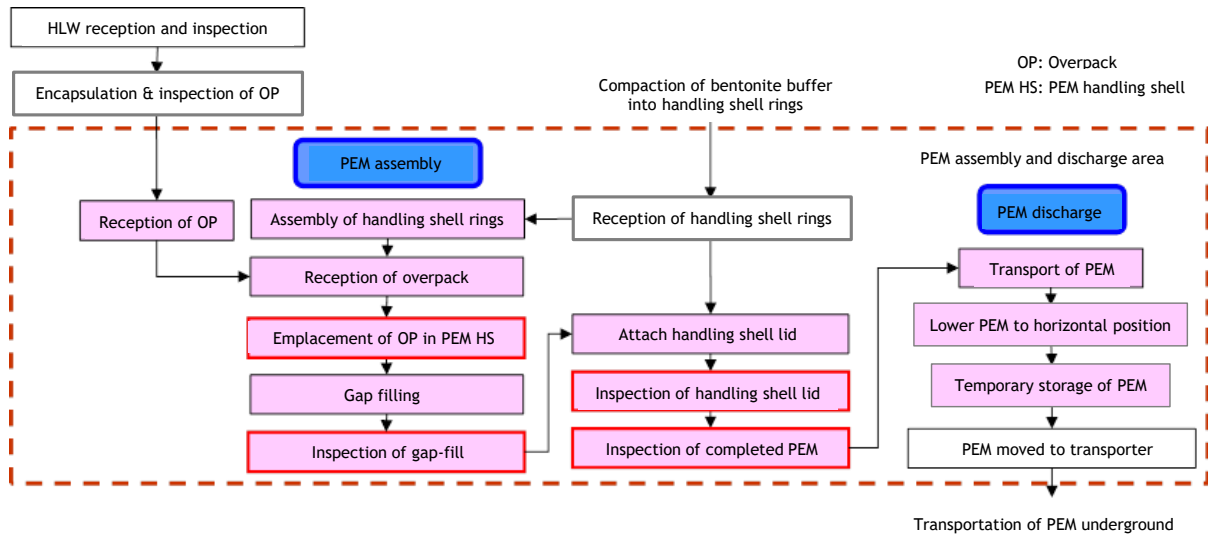 HLW reception and inspection
Encapsulation & inspection of OP
Compaction of bentonite buffer
into handling shell rings
OP: Overpack
PEM HS: PEM handling shell
PEM assembly
PEM assembly and discharge area
PEM discharge
Reception of OP
Assembly of handling shell rings
Reception of handling shell rings
Reception of overpack
Transport of PEM
Emplacement of OP in PEM HS
Attach handling shell lid
Lower PEM to horizontal position
Gap filling
Inspection of handling shell lid
Temporary storage of PEM
Inspection of gap-fill
Inspection of completed PEM
PEM moved to transporter
Transportation of PEM underground